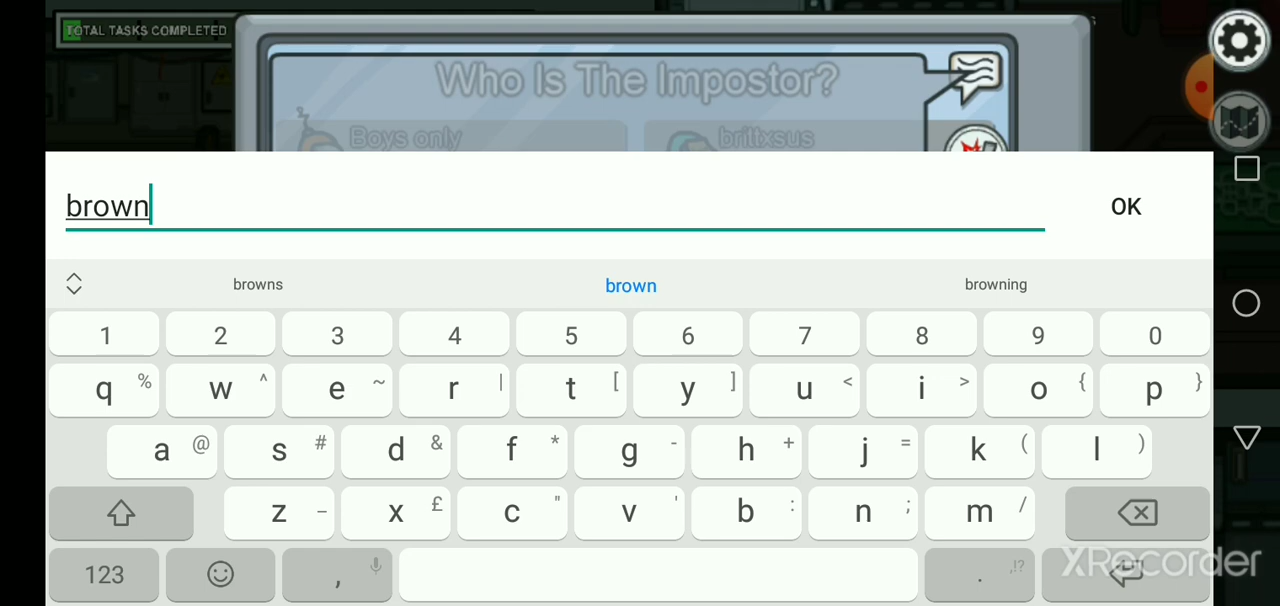 TOTAL TASKS COMPLETED
Who Is The Impostor?
Boys only
brittxsus
brown
OK
browns brown browning
1 2 3 4 5 6 7 8 9 0
q % w ^ e ~ r | t [ y ] u < i > o { p }
a @ s # d & f * g - h + j = k ( l )
z _ x £ c " v ' b : n ; m /
123 , . ,!?
XRecorder